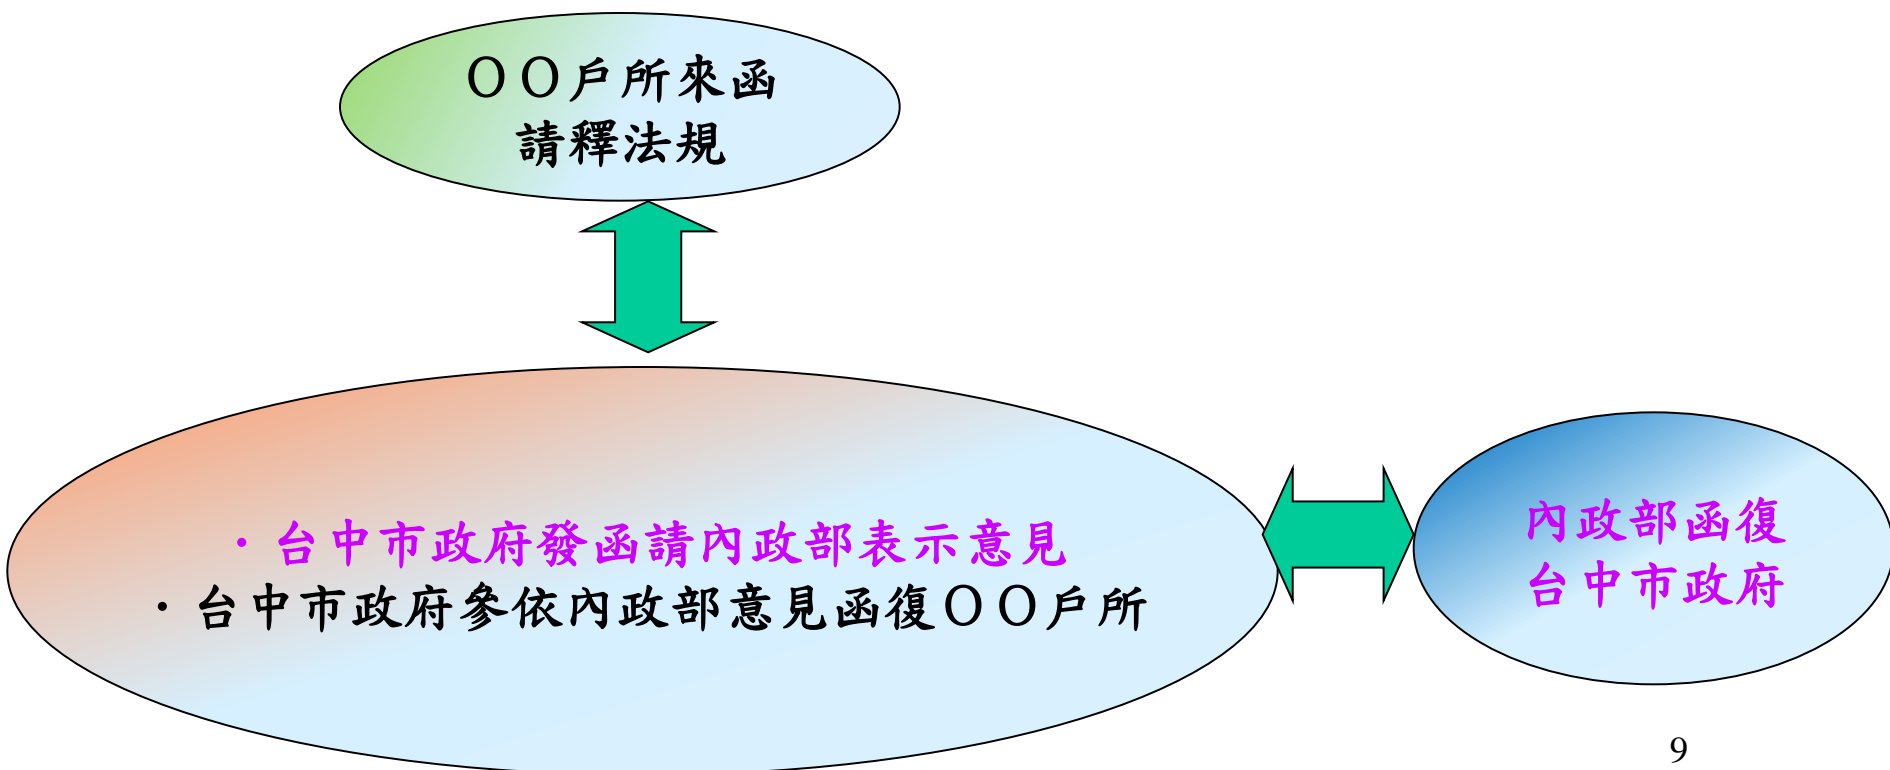 ＯＯ戶所來函
請釋法規
‧台中市政府發函請內政部表示意見
‧台中市政府參依內政部意見函復ＯＯ戶所
內政部函復
台中市政府
9